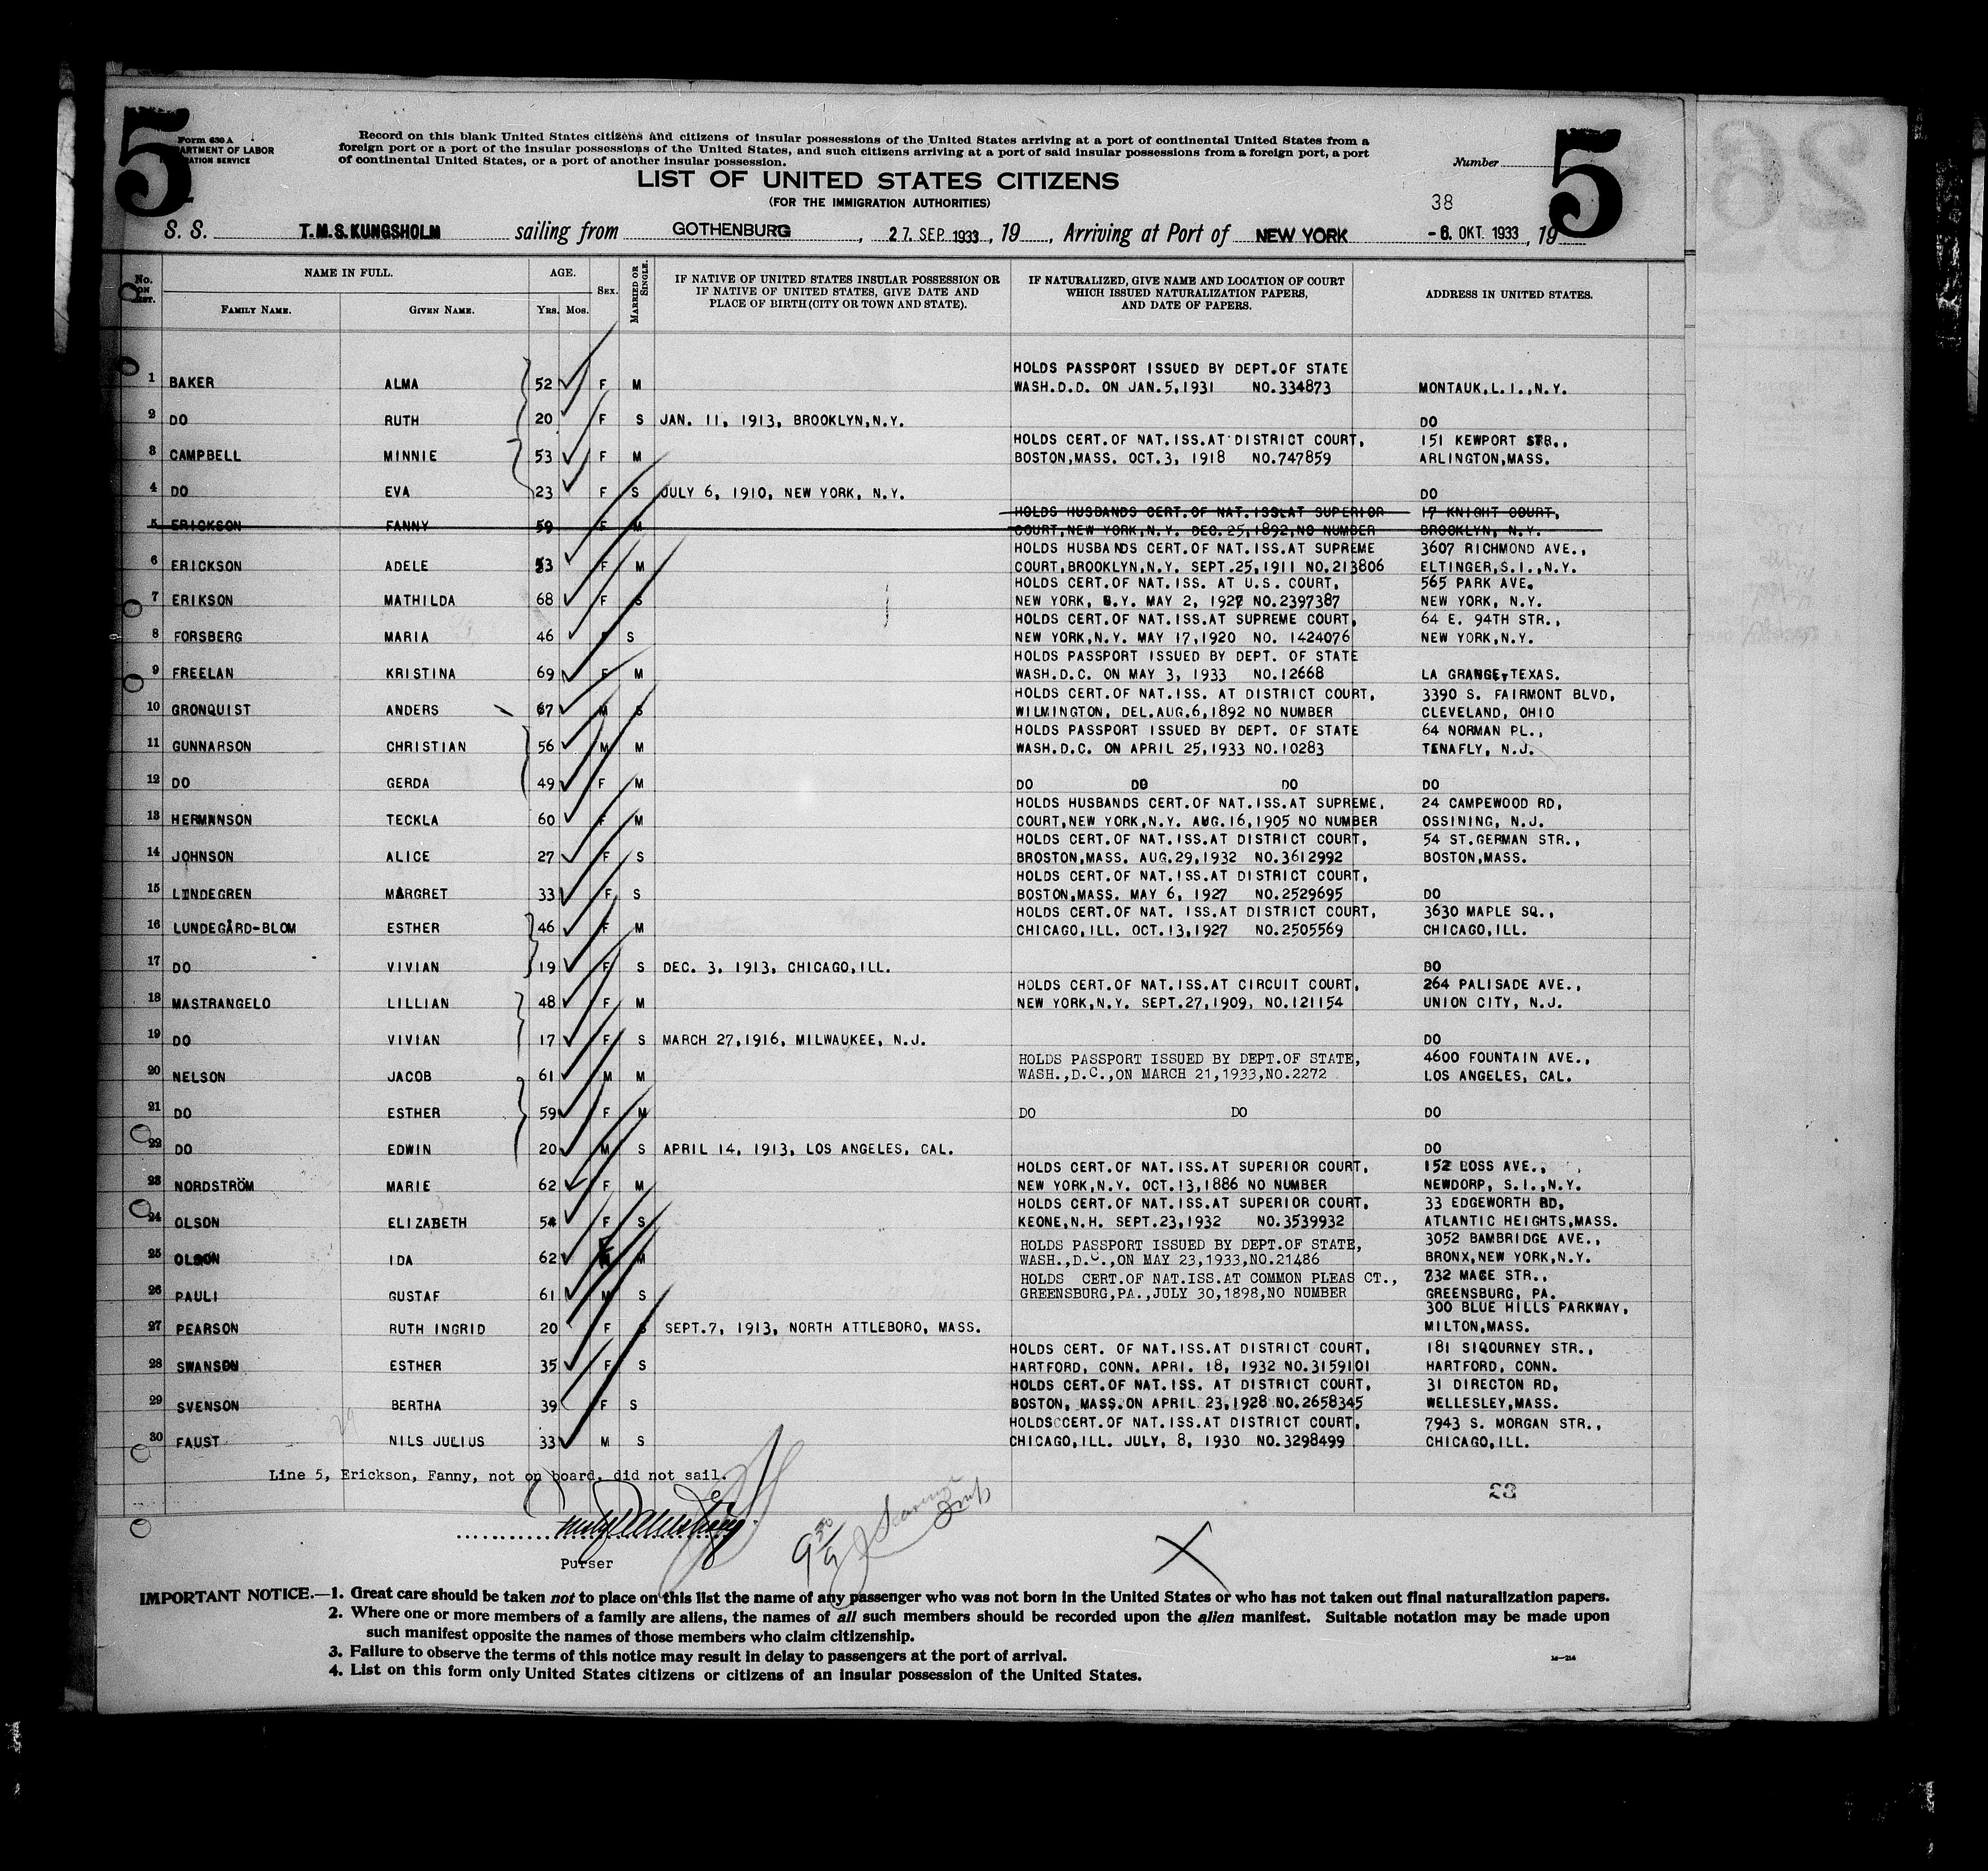 5
5
Form 630 A
ARTMENT OF LABOR
RATION SERVICE
Record on this blank United States citizens and citizens of insular possessions of the United States arriving at a port of continental United States from a
foreign port or a port of the insular possessions of the United States, and such citizens arriving at a port of said insular possessions from a foreign port, a port
of continental United States, or a port of another insular possession.
Number
LIST OF UNITED STATES CITIZENS
(FOR THE IMMIGRATION AUTHORITIES)
38
S. S. T.M.S.KUNGSHOLM sailing from GOTHENBURG, 27. SEP. 1933, 19, Arriving at Port of NEW YORK -6. OKT. 1933, 19
No. ON LIST. NAME IN FULL. AGE. SEX. MARRIED OR SINGLE. IF NATIVE OF UNITED STATES INSULAR POSSESSION OR IF NATIVE OF UNITED STATES, GIVE DATE AND PLACE OF BIRTH (CITY OR TOWN AND STATE). IF NATURALIZED, GIVE NAME AND LOCATION OF COURT WHICH ISSUED NATURALIZATION PAPERS, AND DATE OF PAPERS. ADDRESS IN UNITED STATES.
FAMILY NAME. GIVEN NAME. YRS. MOS.
HOLDS PASSPORT ISSUED BY DEPT.OF STATE
1 BAKER ALMA 52 F M WASH.D.D. ON JAN.5,1931 NO.334873 MONTAUK,L.I.,N.Y.
2 DO RUTH 20 F S JAN. 11, 1913, BROOKLYN,N.Y. DO
HOLDS CERT.OF NAT.ISS.AT DISTRICT COURT, 151 KEWPORT STR.,
3 CAMPBELL MINNIE 53 F M BOSTON,MASS. OCT.3, 1918 NO.747859 ARLINGTON,MASS.
4 DO EVA 23 F S JULY 6, 1910, NEW YORK, N.Y. DO
HOLDS HUSBANDS CERT.OF NAT.ISS.AT SUPERIOR 17 KNIGHT COURT,
5 ERICKSON FANNY 59 F M COURT,NEW YORK,N.Y. DEC.25,1892,NO NUMBER BROOKLYN, N.Y.
HOLDS HUSBANDS CERT.OF NAT.ISS.AT SUPREME 3607 RICHMOND AVE.,
6 ERICKSON ADELE 53 F M COURT,BROOKLYN,N.Y. SEPT.25,1911 NO.213806 ELTINGER,S.I.,N.Y.
HOLDS CERT.OF NAT.ISS. AT U.S. COURT, 565 PARK AVE.
7 ERIKSON MATHILDA 68 F S NEW YORK, N.Y. MAY 2, 1927 NO.2397387 NEW YORK, N.Y.
HOLDS CERT.OF NAT.ISS.AT SUPREME COURT, 64 E. 94TH STR.,
8 FORSBERG MARIA 46 F S NEW YORK,N.Y. MAY 17,1920 NO. 1424076 NEW YORK,N.Y.
HOLDS PASSPORT ISSUED BY DEPT. OF STATE
9 FREELAN KRISTINA 69 F M WASH.D.C. ON MAY 3, 1933 NO.12668 LA GRANGE,TEXAS.
HOLDS CERT.OF NAT.ISS. AT DISTRICT COURT, 3390 S. FAIRMONT BLVD,
10 GRONQUIST ANDERS 67 M S WILMINGTON, DEL.AUG.6,1892 NO NUMBER CLEVELAND, OHIO
HOLDS PASSPORT ISSUED BY DEPT. OF STATE 64 NORMAN PL.,
11 GUNNARSON CHRISTIAN 56 M M WASH.D.C. ON APRIL 25,1933 NO.10283 TENAFLY, N.J.
12 DO GERDA 49 F M DO DO DO DO
HOLDS HUSBANDS CERT.OF NAT.ISS.AT SUPREME, 24 CAMPEWOOD RD,
13 HERMANSON TECKLA 60 F M COURT,NEW YORK,N.Y. AUG.16,1905 NO NUMBER OSSINING, N.J.
HOLDS CERT.OF NAT.ISS.AT DISTRICT COURT, 54 ST.GERMAN STR.,
14 JOHNSON ALICE 27 F S BROSTON,MASS. AUG.29,1932 NO.3612992 BOSTON,MASS.
HOLDS CERT.OF NAT.ISS.AT DISTRICT COURT,
15 LINDEGREN MARGRET 33 F S BOSTON,MASS. MAY 6, 1927 NO.2529695 DO
HOLDS CERT.OF NAT. ISS.AT DISTRICT COURT, 3630 MAPLE SQ.,
16 LUNDEGÅRD-BLOM ESTHER 46 F M CHICAGO,ILL. OCT.13,1927 NO.2505569 CHICAGO,ILL.
17 DO VIVIAN 19 F S DEC. 3, 1913, CHICAGO,ILL. DO
HOLDS CERT.OF NAT.ISS.AT CIRCUIT COURT, 264 PALISADE AVE.,
18 MASTRANGELO LILLIAN 48 F M NEW YORK,N.Y. SEPT.27,1909, NO.121154 UNION CITY, N.J.
19 DO VIVIAN 17 F S MARCH 27,1916, MILWAUKEE, N.J. DO
HOLDS PASSPORT ISSUED BY DEPT.OF STATE, 4600 FOUNTAIN AVE.,
20 NELSON JACOB 61 M M WASH.,D.C.,ON MARCH 21,1933,NO.2272 LOS ANGELES, CAL.
21 DO ESTHER 59 F M DO DO DO
22 DO EDWIN 20 M S APRIL 14, 1913, LOS ANGELES, CAL. DO
HOLDS CERT.OF NAT.ISS.AT SUPERIOR COURT, 152 LOSS AVE.,
23 NORDSTRÖM MARIE 62 F M NEW YORK,N.Y. OCT.13,1886 NO NUMBER NEWDORP, S.I.,N.Y.
HOLDS CERT.OF NAT.ISS.AT SUPERIOR COURT, 33 EDGEWORTH RD,
24 OLSON ELIZABETH 54 F S KEONE,N.H. SEPT.23,1932 NO.3539932 ATLANTIC HEIGHTS,MASS.
HOLDS PASSPORT ISSUED BY DEPT.OF STATE, 3052 BAMBRIDGE AVE.,
25 OLSON IDA 62 F M WASH.,D.C.,ON MAY 23,1933,NO.21486 BRONX,NEW YORK,N.Y.
HOLDS CERT.OF NAT.ISS.AT COMMON PLEAS CT., 232 MACE STR.,
26 PAULI GUSTAF 61 M S GREENSBURG,PA.,JULY 30,1898,NO NUMBER GREENSBURG, PA.
300 BLUE HILLS PARKWAY,
27 PEARSON RUTH INGRID 20 F S SEPT.7, 1913, NORTH ATTLEBORO, MASS. MILTON,MASS.
HOLDS CERT. OF NAT.ISS.AT DISTRICT COURT, 181 SIQOURNEY STR.,
28 SWANSON ESTHER 35 F S HARTFORD, CONN. APRI. 18, 1932 NO.3159101 HARTFORD, CONN.
HOLDS CERT.OF NAT.ISS. AT DISTRICT COURT, 31 DIRECTON RD,
29 SVENSON BERTHA 39 F S BOSTON, MASS.ON APRIL 23,1928 NO.2658345 WELLESLEY,MASS.
HOLDS CERT.OF NAT.ISS.AT DISTRICT COURT, 7943 S. MORGAN STR.,
30 FAUST NILS JULIUS 33 M S CHICAGO,ILL. JULY, 8, 1930 NO.3298499 CHICAGO,ILL.
Line 5, Erickson, Fanny, not on board, did not sail.
Purser
IMPORTANT NOTICE.—1. Great care should be taken not to place on this list the name of any passenger who was not born in the United States or who has not taken out final naturalization papers.
2. Where one or more members of a family are aliens, the names of all such members should be recorded upon the alien manifest. Suitable notation may be made upon
such manifest opposite the names of those members who claim citizenship.
3. Failure to observe the terms of this notice may result in delay to passengers at the port of arrival.
4. List on this form only United States citizens or citizens of an insular possession of the United States.